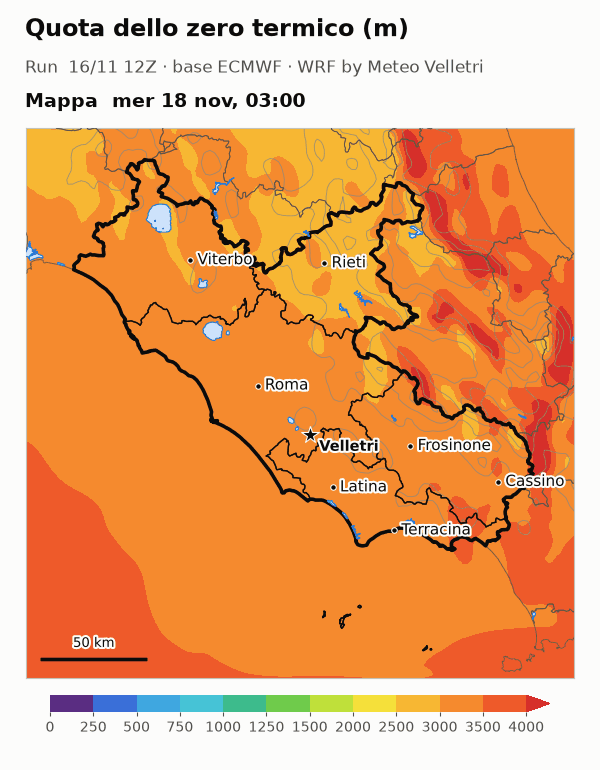 Quota dello zero termico (m)
Run  16/11 12Z · base ECMWF · WRF by Meteo Velletri
Mappa  mer 18 nov, 03:00
Viterbo
Rieti
Roma
Velletri
Frosinone
Cassino
Latina
Terracina
50 km
0 250 500 750 1000 1250 1500 2000 2500 3000 3500 4000